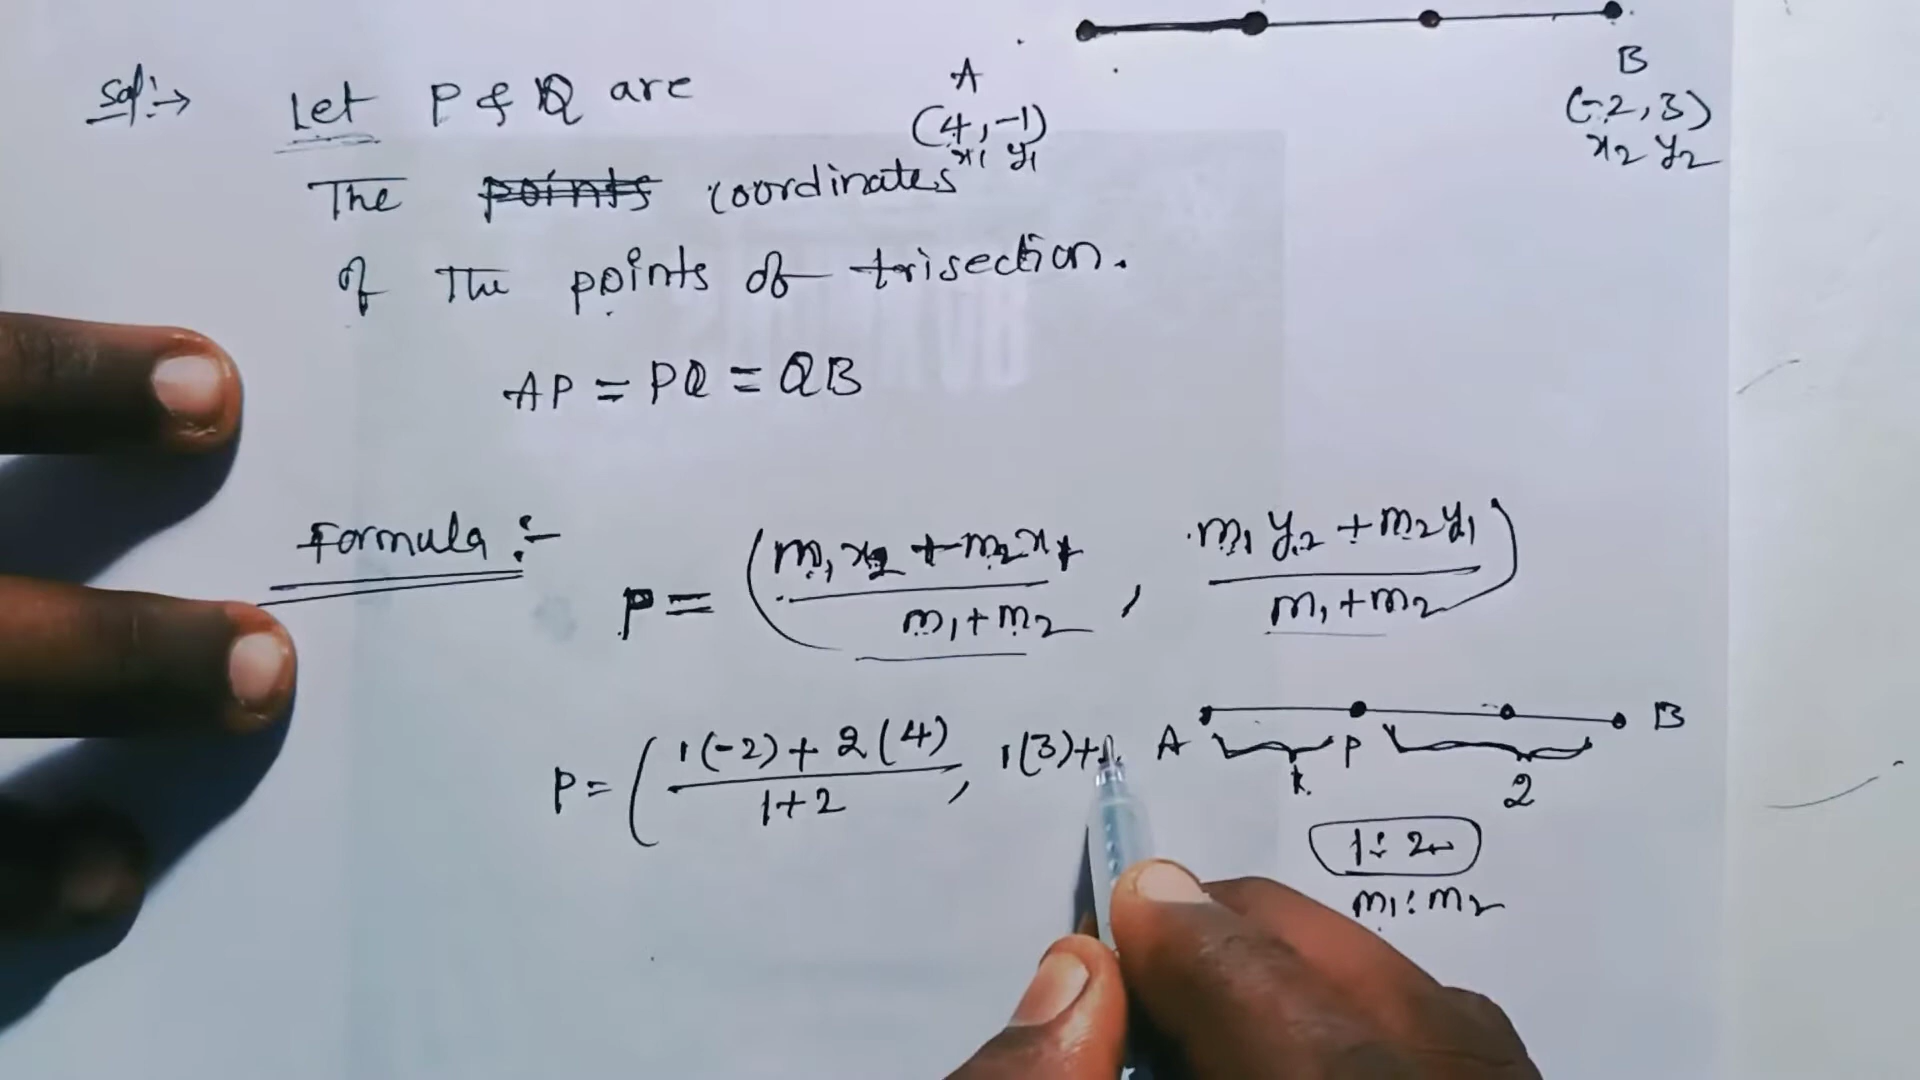 Sol:→ Let P & Q are
The points coordinates
of The points of trisection.
AP = PQ = QB
A
(4, -1)
x1 y1
B
(-2, 3)
x2 y2
Formula :-
P = (m1x2 + m2x1 / m1 + m2 , m1y2 + m2y1 / m1 + m2)
P = (1(-2) + 2(4) / 1+2 , 1(3)+
A P B
2
1 : 2
m1 : m2